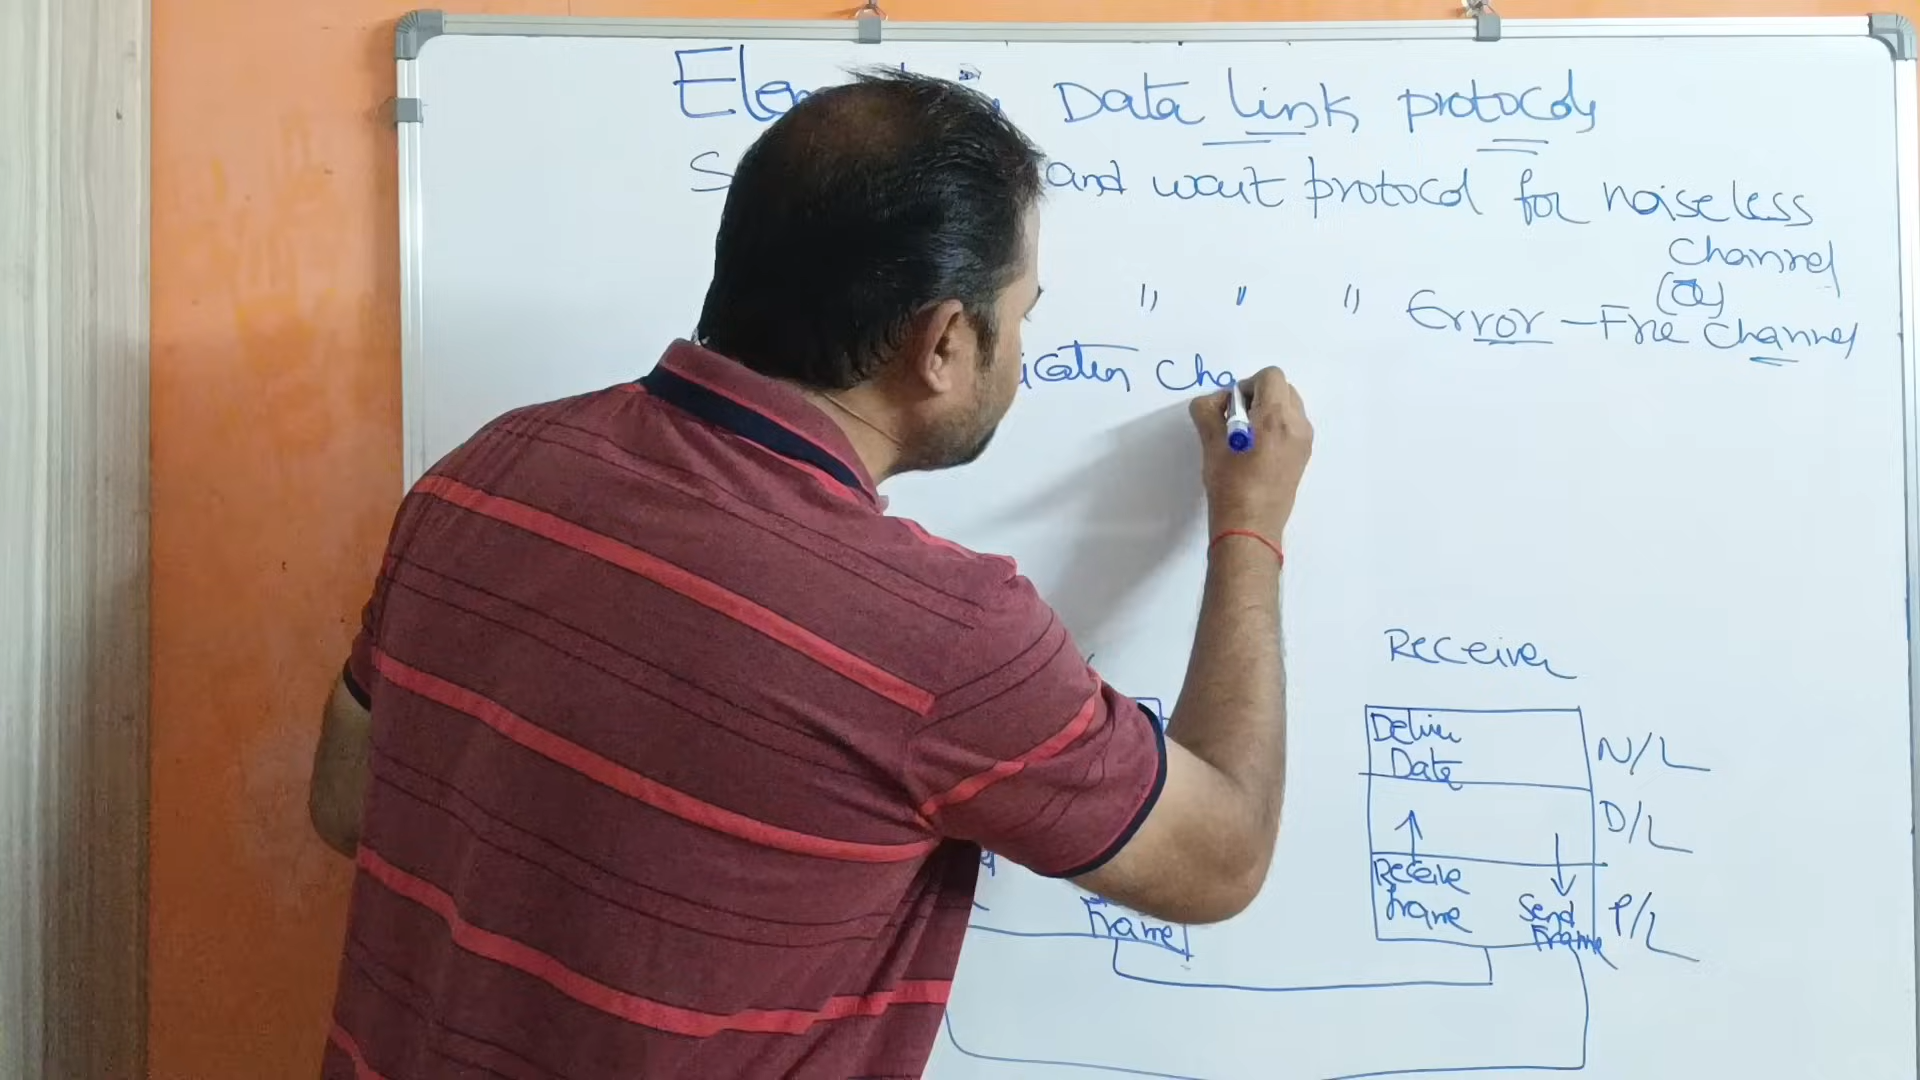 Data link protocols
and wait protocol for noiseless
channel
(or)
" " " Error-Free channel
ication cha
Receiver
Deliver
Data
N/L
D/L
Receive
frame
Send
Frame
P/L
Frame